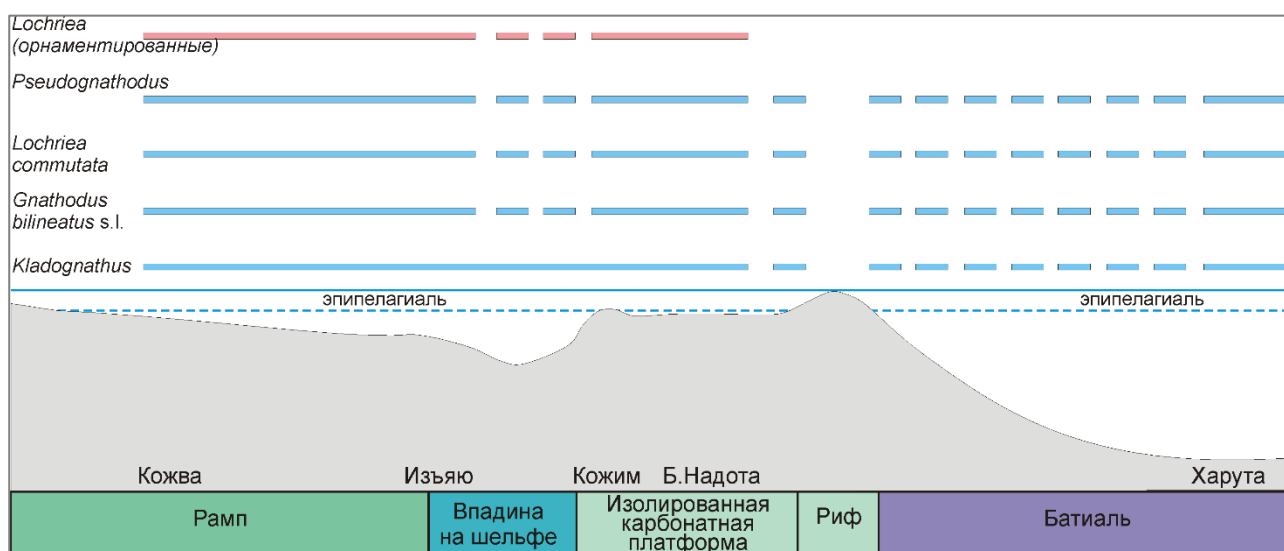 Lochriea
(орнаментированные)
Pseudognathodus
Lochriea
commutata
Gnathodus
bilineatus s.l.
Kladognathus
эпипелагиаль
эпипелагиаль
Кожва
Изъяю
Кожим
Б.Надота
Харута
Рамп
Впадина
на шельфе
Изолированная
карбонатная
платформа
Риф
Батиаль